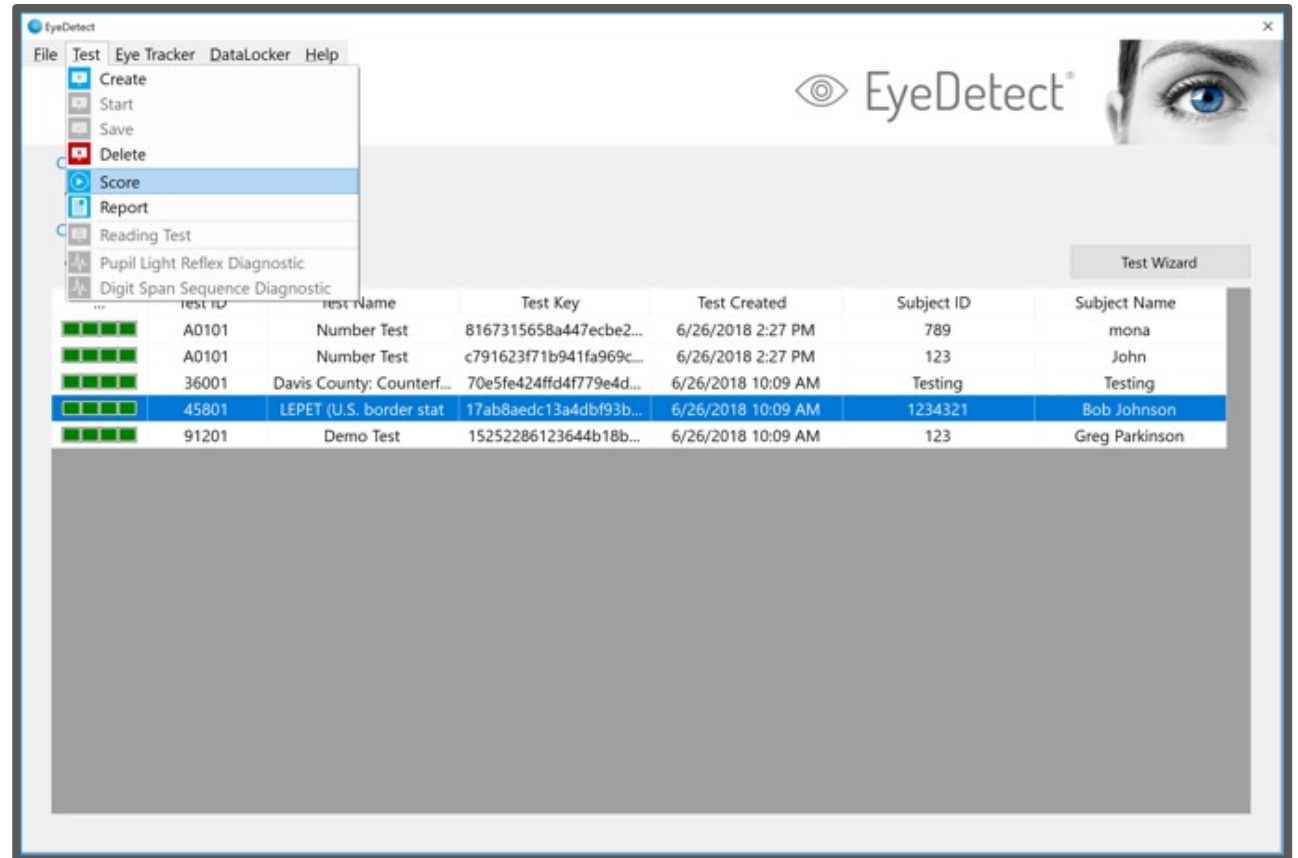 EyeDetect
File Test Eye Tracker DataLocker Help
EyeDetect®
Create
Start
Save
Delete
Score
Report
Reading Test
Pupil Light Reflex Diagnostic
Digit Span Sequence Diagnostic
Test Wizard
... Test ID Test Name Test Key Test Created Subject ID Subject Name
A0101 Number Test 8167315658a447ecbe2... 6/26/2018 2:27 PM 789 mona
A0101 Number Test c791623f71b941fa969c... 6/26/2018 2:27 PM 123 John
36001 Davis County: Counterf... 70e5fe424ffd4f779e4d... 6/26/2018 10:09 AM Testing Testing
45801 LEPET (U.S. border stat 17ab8aedc13a4dbf93b... 6/26/2018 10:09 AM 1234321 Bob Johnson
91201 Demo Test 15252286123644b18b... 6/26/2018 10:09 AM 123 Greg Parkinson